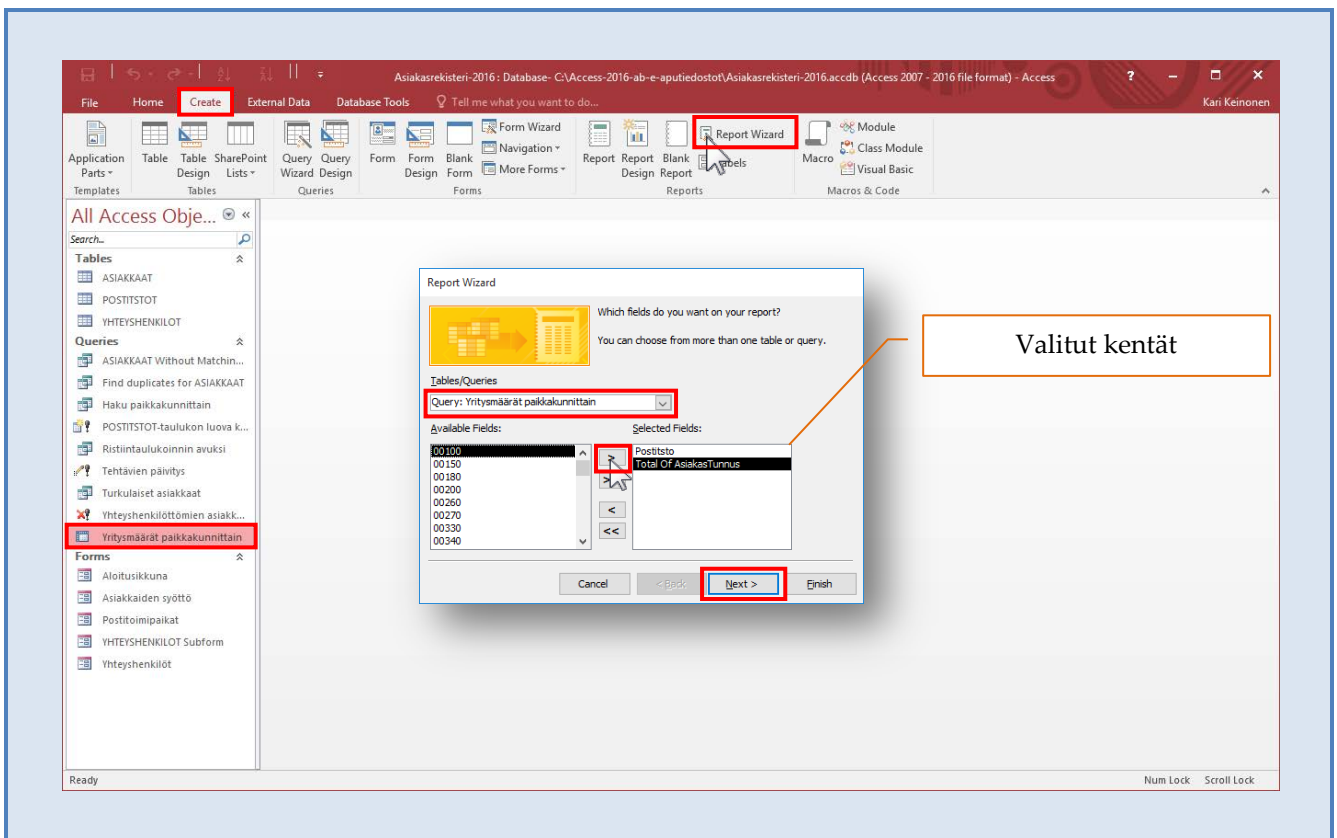 Asiakasrekisteri-2016 : Database- C:\Access-2016-ab-e-aputiedostot\Asiakasrekisteri-2016.accdb (Access 2007 - 2016 file format) - Access ?
File Home Create External Data Database Tools Tell me what you want to do... Kari Keinonen
Application Parts
Table
Table Design
SharePoint Lists
Query Wizard
Query Design
Form
Form Design
Blank Form
Form Wizard
Navigation
More Forms
Report
Report Design
Blank Report
Report Wizard
Labels
Macro
Module
Class Module
Visual Basic
Templates Tables Queries Forms Reports Macros & Code
All Access Obje... «
Search...
Tables
ASIAKKAAT
POSTITSTOT
YHTEYSHENKILOT
Queries
ASIAKKAAT Without Matchin...
Find duplicates for ASIAKKAAT
Haku paikkakunnittain
POSTITSTOT-taulukon luova k...
Ristiintaulukoinnin avuksi
Tehtävien päivitys
Turkulaiset asiakkaat
Yhteyshenkilöttömien asiakk...
Yritysmäärät paikkakunnittain
Forms
Aloitusikkuna
Asiakkaiden syöttö
Postitoimipaikat
YHTEYSHENKILOT Subform
Yhteyshenkilöt
Report Wizard
Which fields do you want on your report?
You can choose from more than one table or query.
Tables/Queries
Query: Yritysmäärät paikkakunnittain
Available Fields: Selected Fields:
00100
00150
00180
00200
00260
00270
00330
00340
>
<
<<
Postitsto
Total Of AsiakasTunnus
Cancel < Back Next > Finish
Valitut kentät
Ready Num Lock Scroll Lock